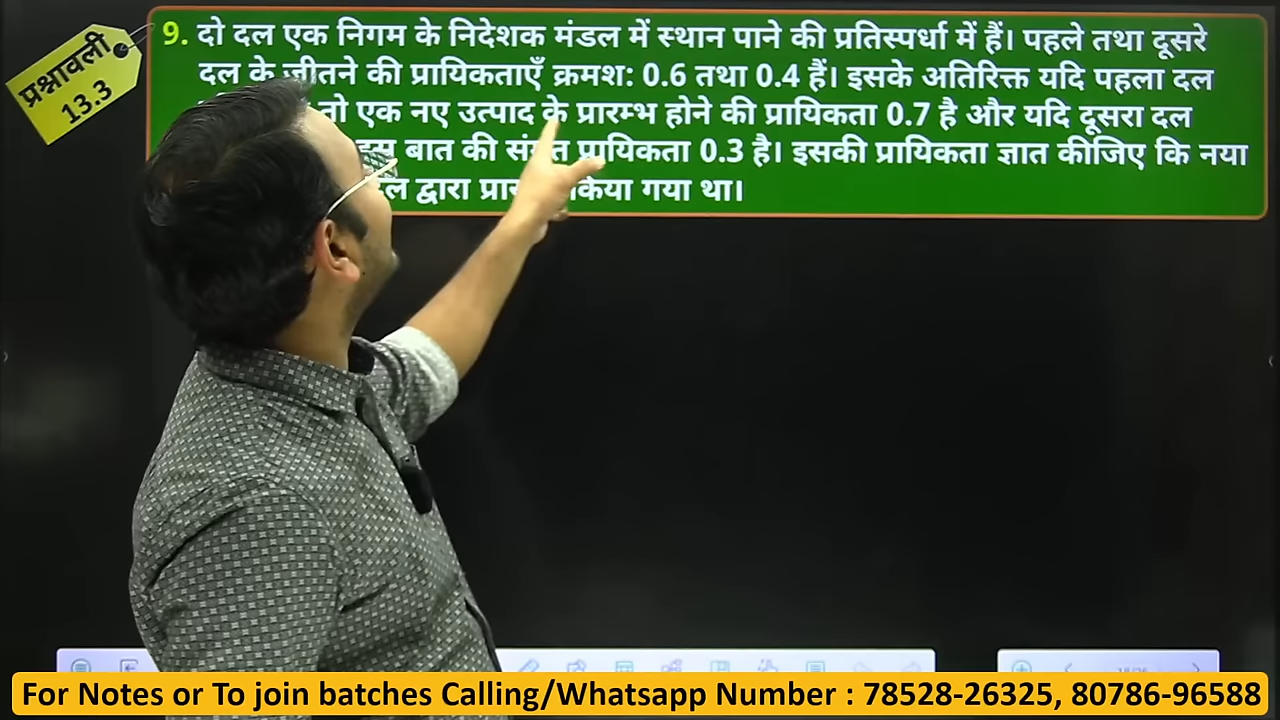 प्रश्नावली
13.3
9. दो दल एक निगम के निदेशक मंडल में स्थान पाने की प्रतिस्पर्धा में हैं। पहले तथा दूसरे
दल के जीतने की प्रायिकताएँ क्रमश: 0.6 तथा 0.4 हैं। इसके अतिरिक्त यदि पहला दल
तो एक नए उत्पाद के प्रारम्भ होने की प्रायिकता 0.7 है और यदि दूसरा दल
इस बात की संगत प्रायिकता 0.3 है। इसकी प्रायिकता ज्ञात कीजिए कि नया
द्वारा किया गया था।
For Notes or To join batches Calling/Whatsapp Number : 78528-26325, 80786-96588